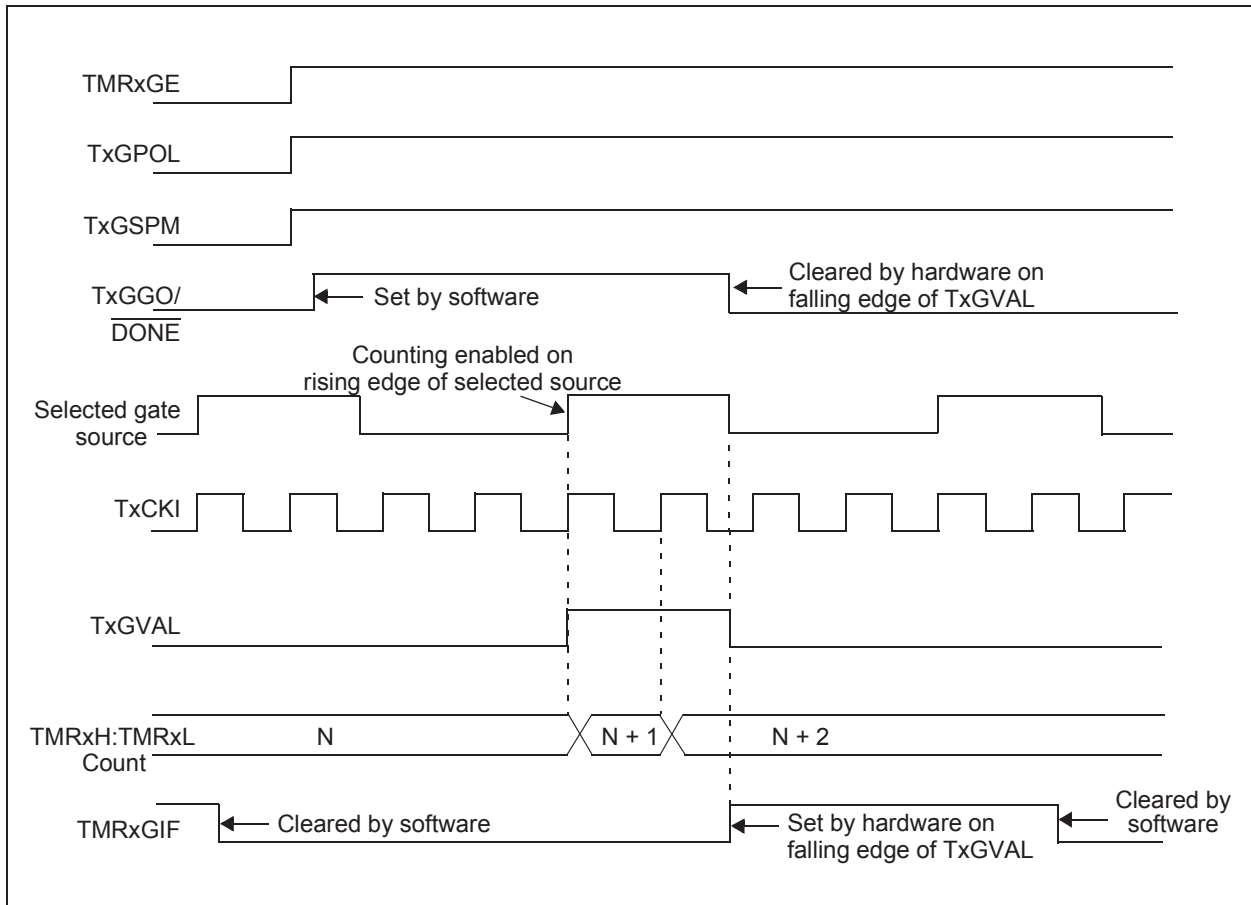 TMRxGE
TxGPOL
TxGSPM
TxGGO/
DONE
Set by software
Cleared by hardware on
falling edge of TxGVAL
Counting enabled on
rising edge of selected source
Selected gate
source
TxCKI
TxGVAL
TMRxH:TMRxL
Count
N
N + 1
N + 2
TMRxGIF
Cleared by software
Set by hardware on
falling edge of TxGVAL
Cleared by
software